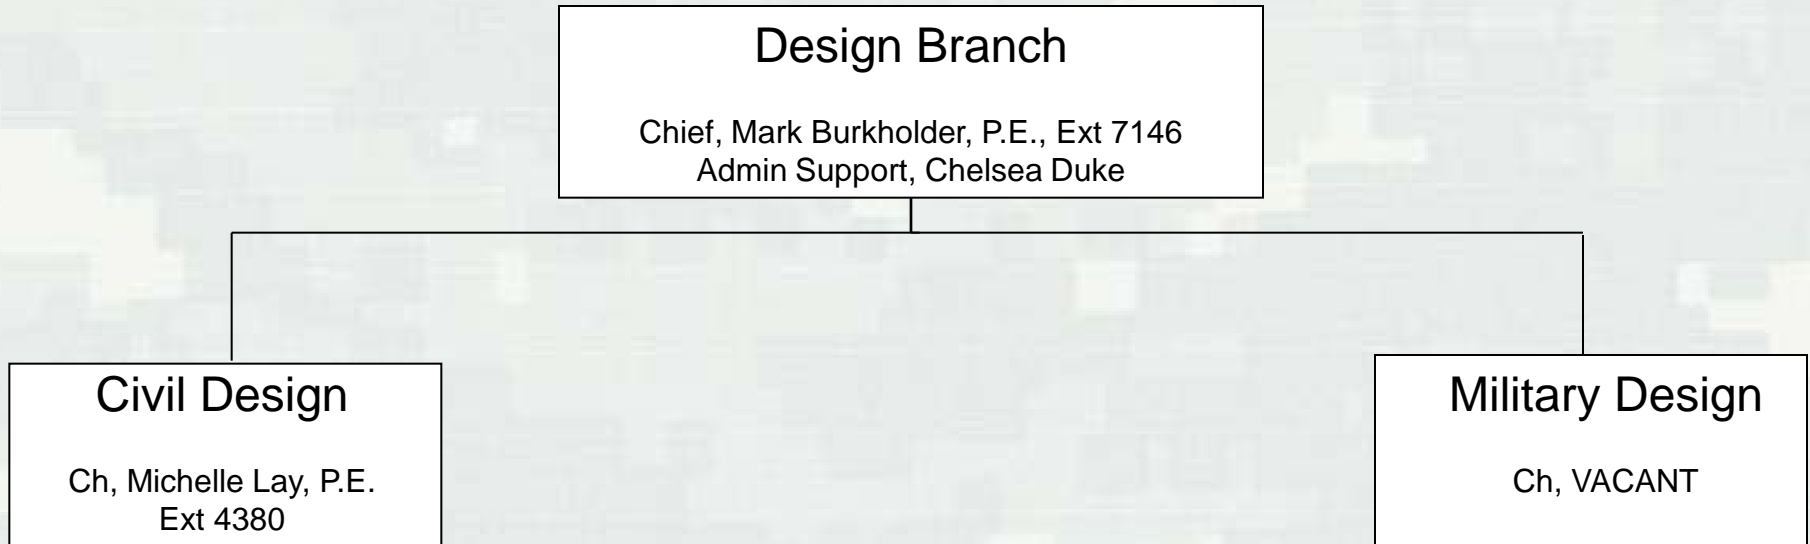 Design Branch
Chief, Mark Burkholder, P.E., Ext 7146
Admin Support, Chelsea Duke
Civil Design
Ch, Michelle Lay, P.E.
Ext 4380
Military Design
Ch, VACANT